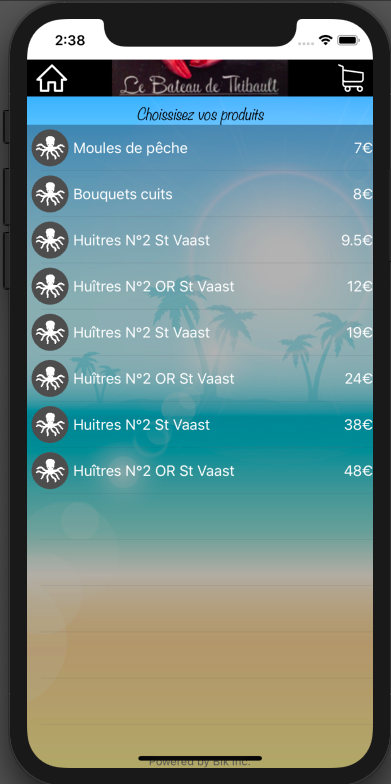 2:38
Le Bateau de Thibault
Choissisez vos produits
Moules de pêche 7€
Bouquets cuits 8€
Huitres N°2 St Vaast 9.5€
Huîtres N°2 OR St Vaast 12€
Huîtres N°2 St Vaast 19€
Huîtres N°2 OR St Vaast 24€
Huitres N°2 St Vaast 38€
Huîtres N°2 OR St Vaast 48€
Powered by Bik Inc.